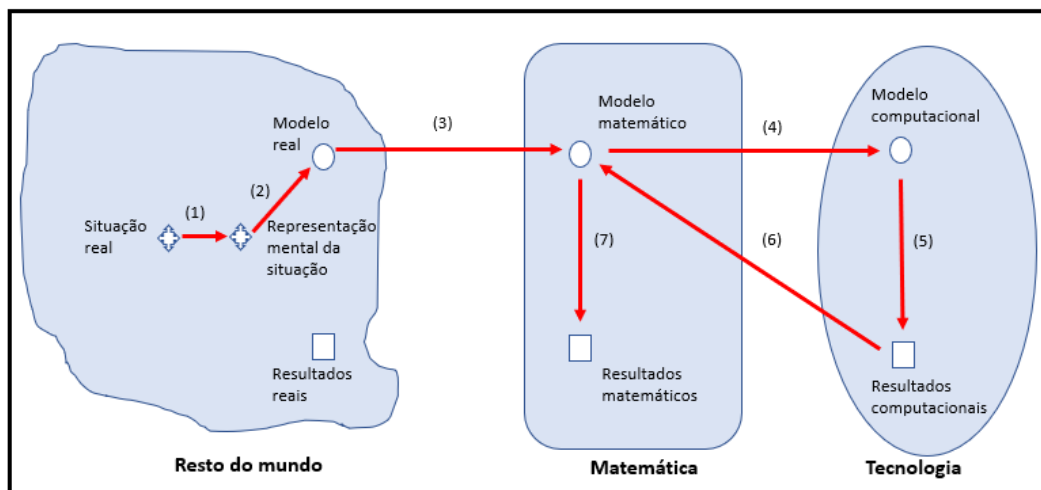 Modelo
real
(3)
Modelo
matemático
(4)
Modelo
computacional
(2)
(1)
Situação
real
Representação
mental da
situação
(7)
(6)
(5)
Resultados
reais
Resultados
matemáticos
Resultados
computacionais
Resto do mundo
Matemática
Tecnologia